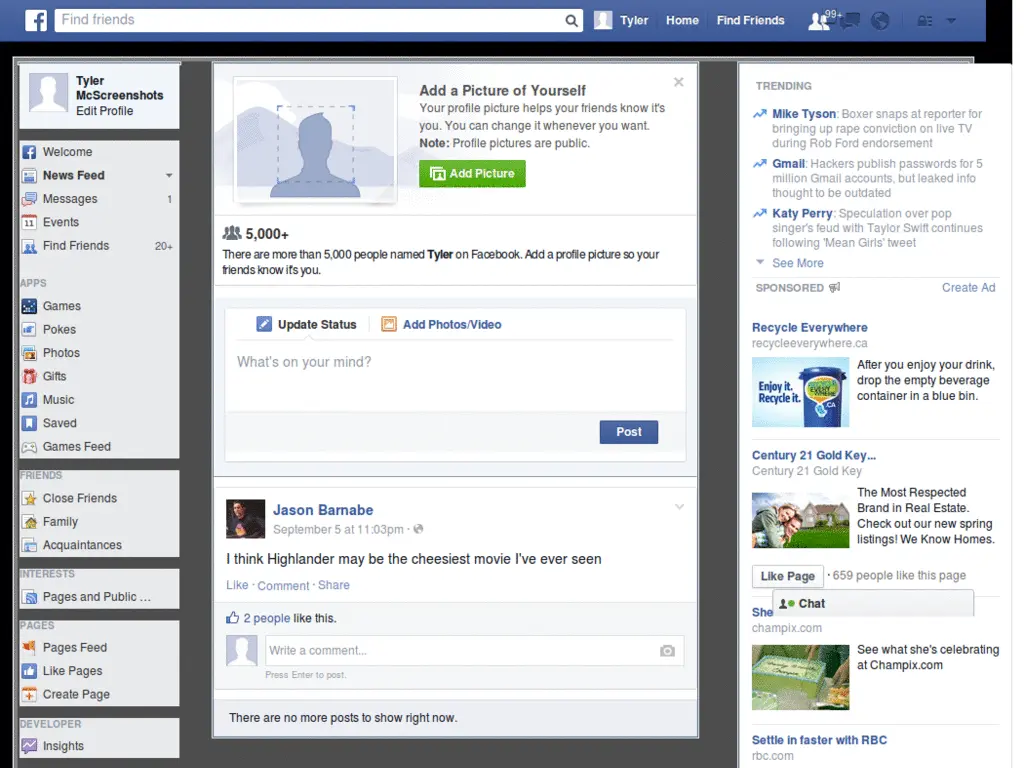 Find friends
Tyler
Home
Find Friends
99+
Tyler
McScreenshots
Edit Profile
Welcome
News Feed
Messages 1
11 Events
Find Friends 20+
APPS
Games
Pokes
Photos
Gifts
Music
Saved
Games Feed
FRIENDS
Close Friends
Family
Acquaintances
INTERESTS
Pages and Public ...
PAGES
Pages Feed
Like Pages
Create Page
DEVELOPER
Insights
Add a Picture of Yourself
Your profile picture helps your friends know it's
you. You can change it whenever you want.
Note: Profile pictures are public.
Add Picture
5,000+
There are more than 5,000 people named Tyler on Facebook. Add a profile picture so your
friends know it's you.
Update Status
Add Photos/Video
What's on your mind?
Post
Jason Barnabe
September 5 at 11:03pm ·
I think Highlander may be the cheesiest movie I've ever seen
Like · Comment · Share
2 people like this.
Write a comment...
Press Enter to post.
There are no more posts to show right now.
TRENDING
Mike Tyson: Boxer snaps at reporter for
bringing up rape conviction on live TV
during Rob Ford endorsement
Gmail: Hackers publish passwords for 5
million Gmail accounts, but leaked info
thought to be outdated
Katy Perry: Speculation over pop
singer's feud with Taylor Swift continues
following 'Mean Girls' tweet
See More
SPONSORED
Create Ad
Recycle Everywhere
recycleeverywhere.ca
Enjoy it.
Recycle it.
After you enjoy your drink,
drop the empty beverage
container in a blue bin.
Century 21 Gold Key...
Century 21 Gold Key
The Most Respected
Brand in Real Estate.
Check out our new spring
listings! We Know Homes.
Like Page · 659 people like this page
Chat
She
champix.com
See what she's celebrating
at Champix.com
Settle in faster with RBC
rbc.com